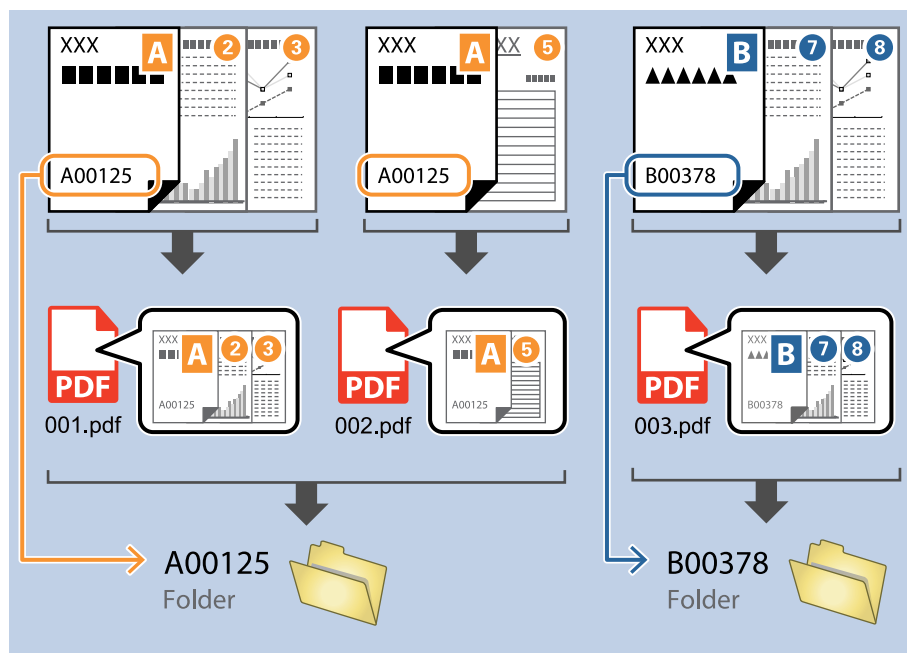 XXX
A
2
3
A00125
XXX
A
XX
5
A00125
XXX
B
7
8
B00378
PDF
001.pdf
XXX
A
2
3
A00125
PDF
002.pdf
XXX
A
5
A00125
PDF
003.pdf
XXX
B
7
8
B00378
A00125
Folder
B00378
Folder